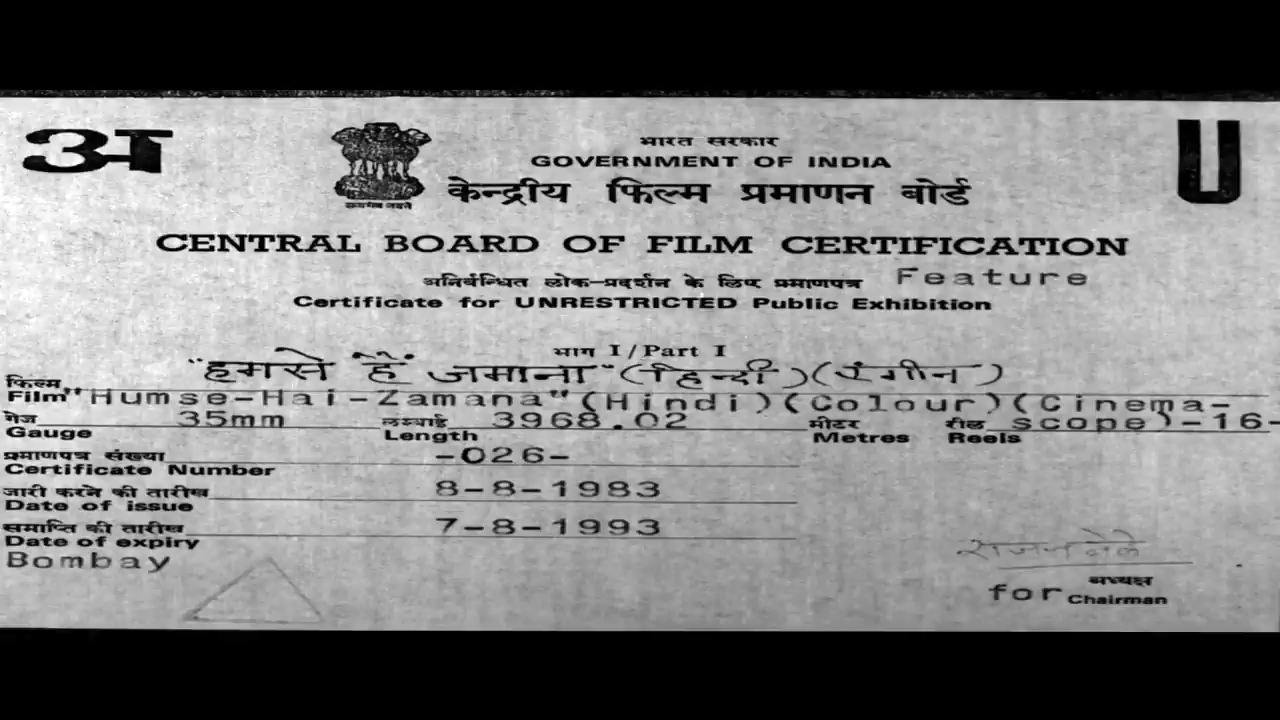 अ
U
भारत सरकार
GOVERNMENT OF INDIA
केन्द्रीय फिल्म प्रमाणन बोर्ड
CENTRAL BOARD OF FILM CERTIFICATION
अनिर्बन्धित लोक-प्रदर्शन के लिए प्रमाणपत्र Feature
Certificate for UNRESTRICTED Public Exhibition
भाग I / Part I
"हमसे हैं जमाना" (हिन्दी) (रंगीन)
फिल्म
Film "Humse-Hai-Zamana" (Hindi) (Colour) (Cinema-
गेज 35mm लम्बाई 3968.02 मीटर रील scope)-16-
Gauge Length Metres Reels
प्रमाणपत्र संख्या -026-
Certificate Number
जारी करने की तारीख 8-8-1983
Date of issue
समाप्ति की तारीख 7-8-1993
Date of expiry
Bombay
अध्यक्ष
for Chairman